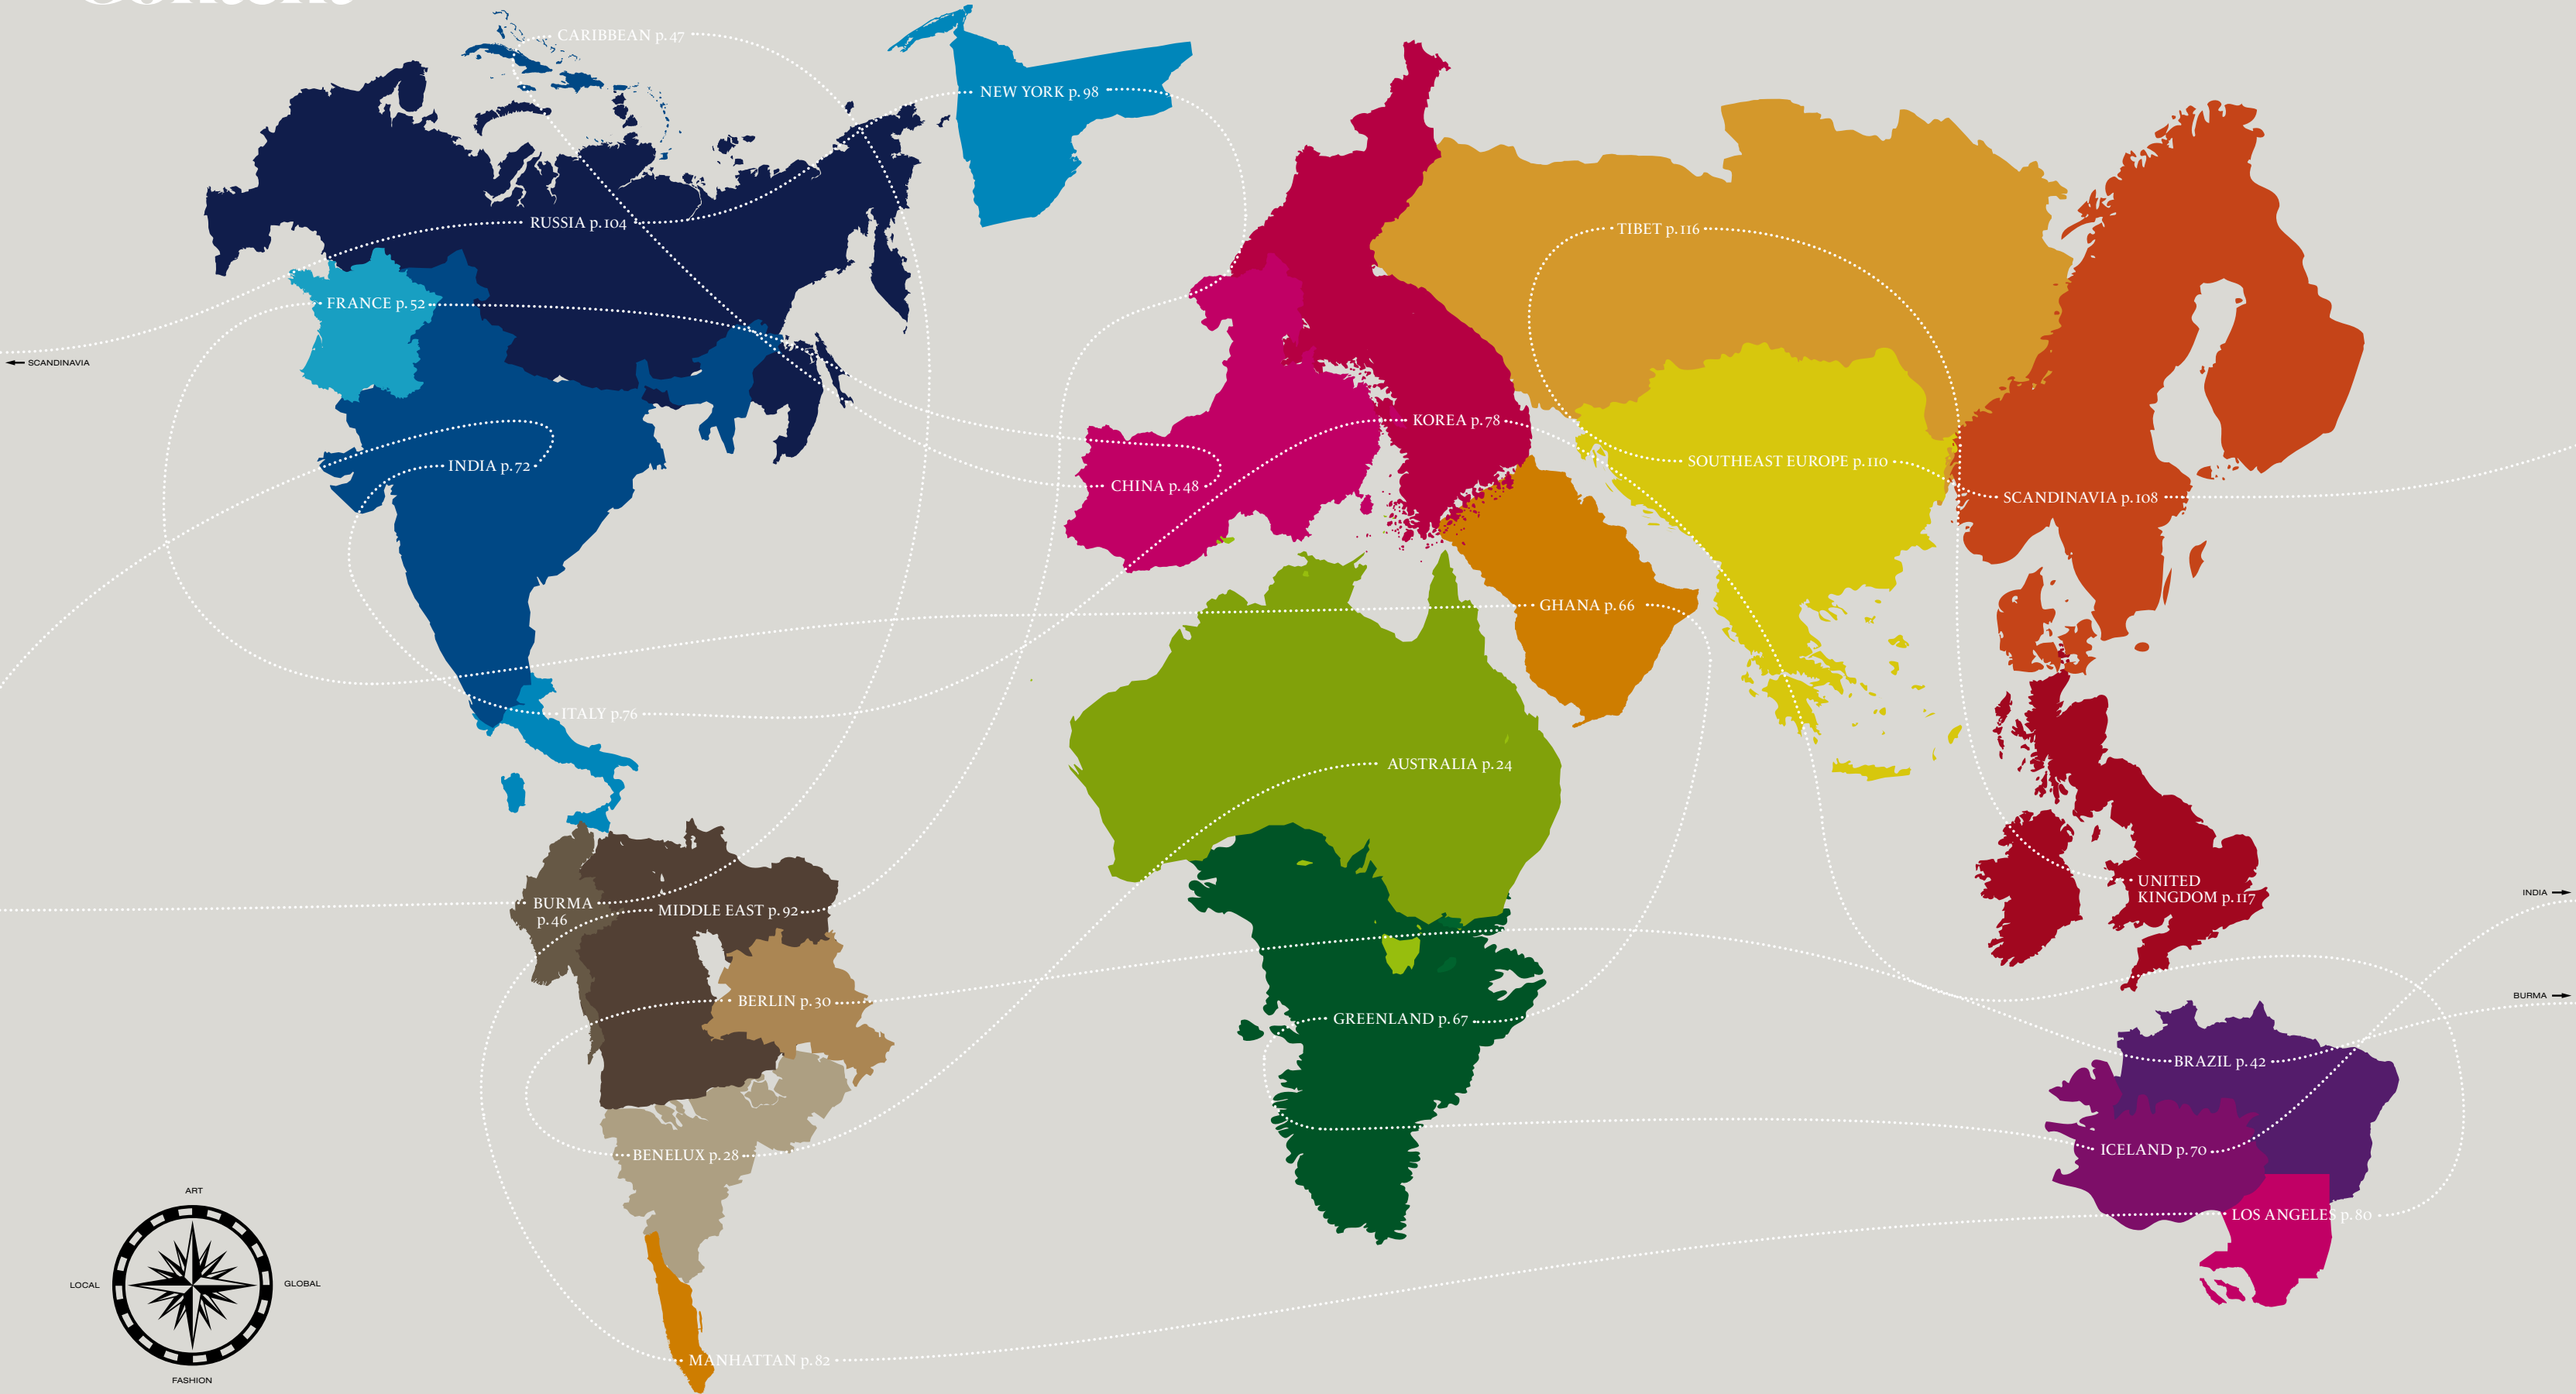 Content
CARIBBEAN p.47
NEW YORK p.98
RUSSIA p.104
TIBET p.116
FRANCE p.52
SCANDINAVIA
KOREA p.78
INDIA p.72
SOUTHEAST EUROPE p.110
CHINA p.48
SCANDINAVIA p.108
GHANA p.66
ITALY p.76
AUSTRALIA p.24
UNITED
KINGDOM p.117
INDIA
BURMA
p.46
MIDDLE EAST p.92
BURMA
BERLIN p.30
GREENLAND p.67
BRAZIL p.42
ICELAND p.70
BENELUX p.28
LOS ANGELES p.80
ART
LOCAL
GLOBAL
FASHION
MANHATTAN p.82